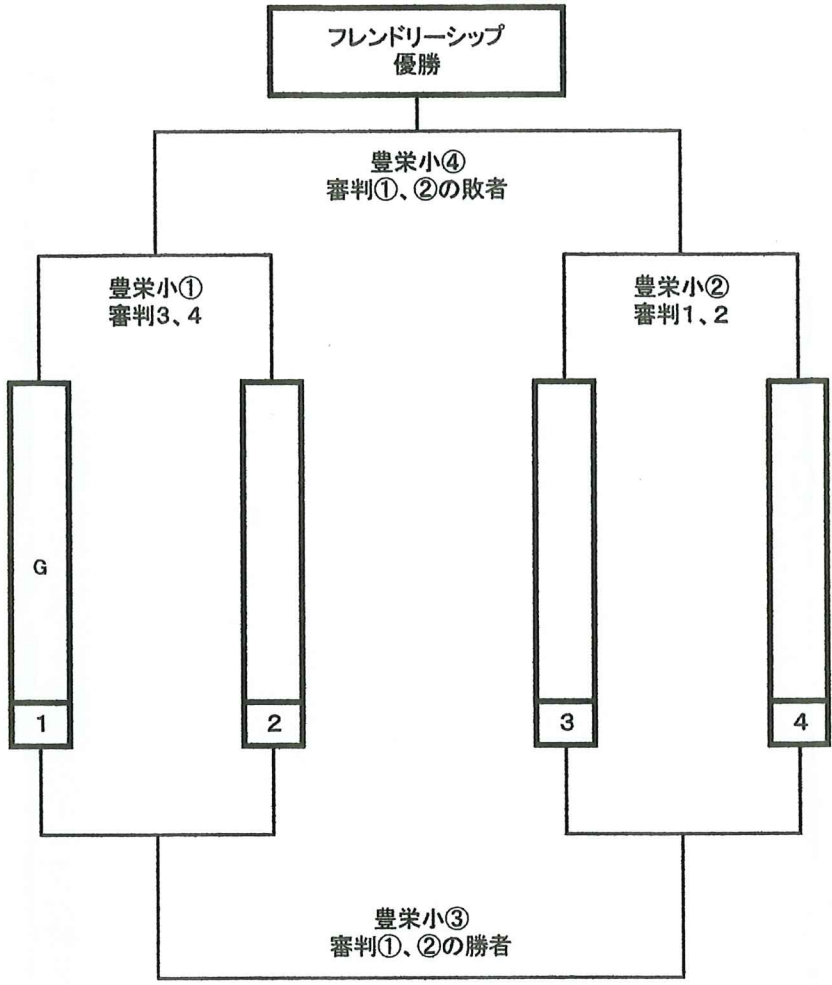 フレンドリーシップ
優勝
豊栄小④
審判①、②の敗者
豊栄小①
審判3、4
豊栄小②
審判1、2
G
1
2
3
4
豊栄小③
審判①、②の勝者